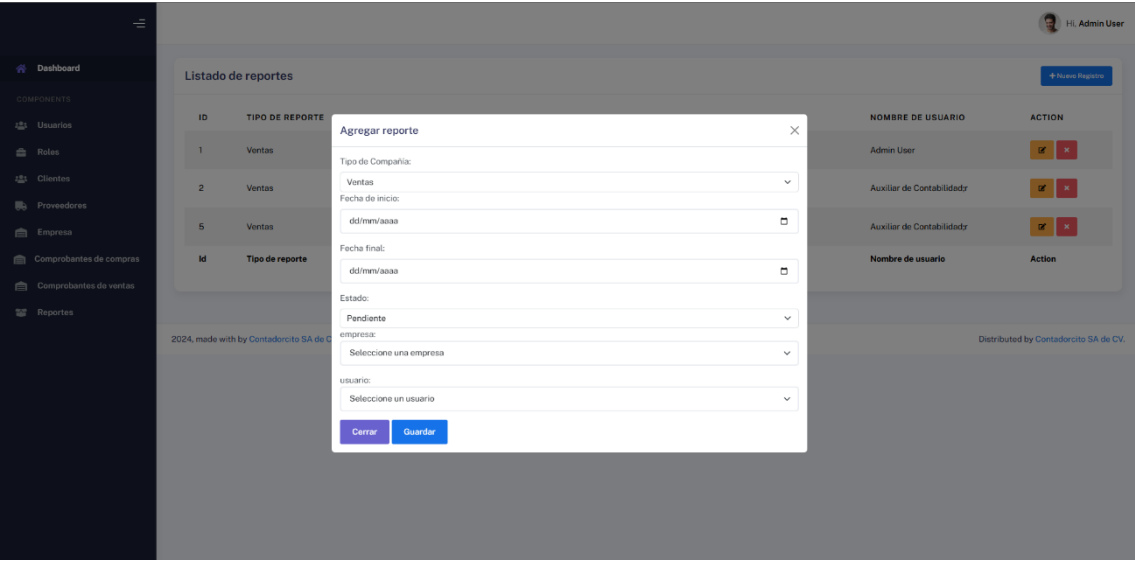 Hi, Admin User
Dashboard
COMPONENTS
Usuarios
Roles
Clientes
Proveedores
Empresa
Comprobantes de compras
Comprobantes de ventas
Reportes
Listado de reportes
+ Nuevo Registro
ID TIPO DE REPORTE NOMBRE DE USUARIO ACTION
1 Ventas Admin User
2 Ventas Auxiliar de Contabilidad;r
5 Ventas Auxiliar de Contabilidad;r
Id Tipo de reporte Nombre de usuario Action
Agregar reporte
Tipo de Compañia:
Ventas
Fecha de inicio:
dd/mm/aaaa
Fecha final:
dd/mm/aaaa
Estado:
Pendiente
empresa:
Seleccione una empresa
usuario:
Seleccione un usuario
Cerrar Guardar
2024, made with by Contadorcito SA de C
Distributed by Contadorcito SA de CV.